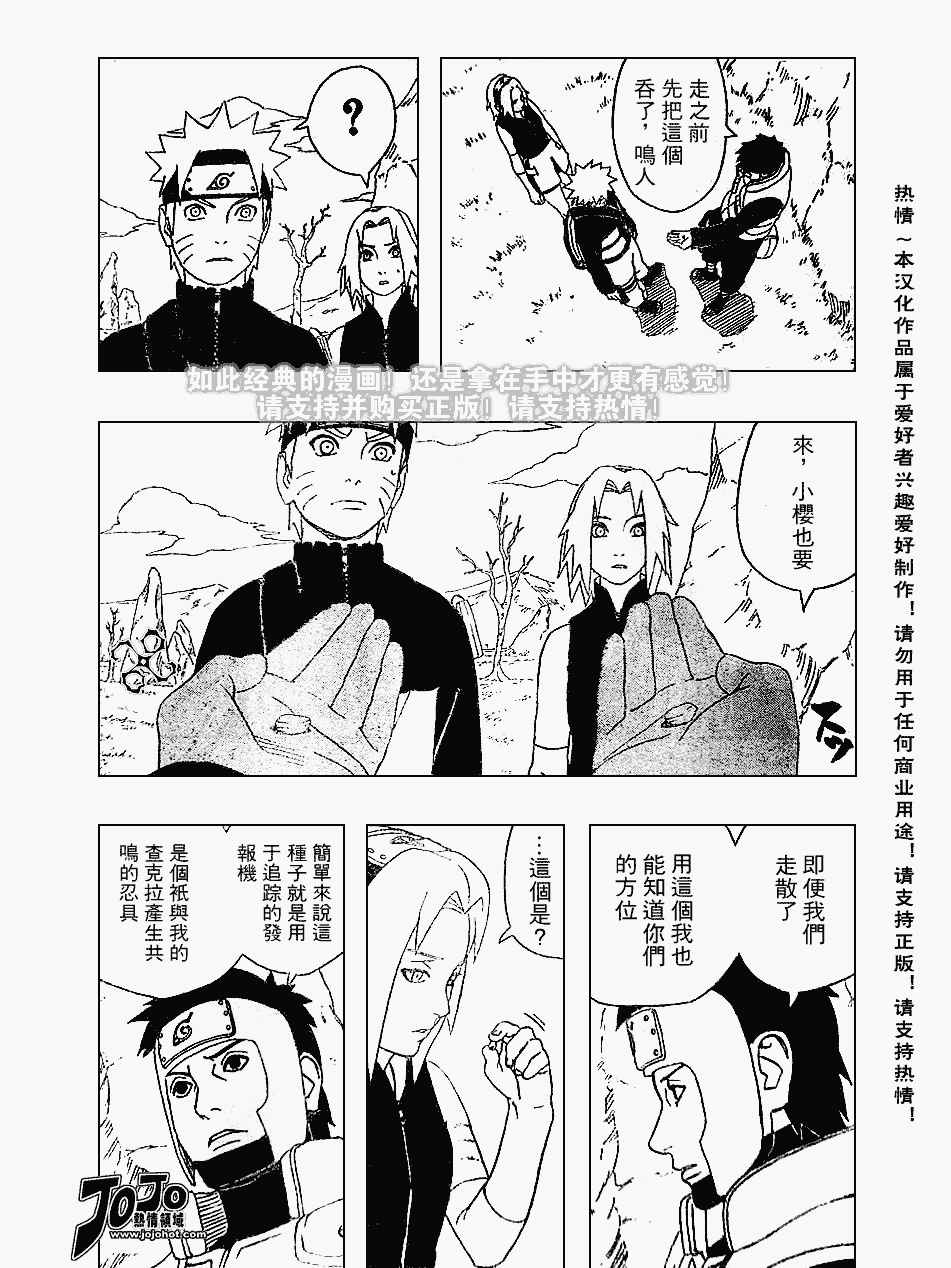 走之前
先把這個
吞了，鳴人
？
如此经典的漫画！还是拿在手中才更有感觉！
请支持并购买正版！请支持热情！
來，小櫻也要
スッ
即便我們
走散了
用這個我也
能知道你們
的方位
…這個是？
簡單來說這
種子就是用
于追踪的發
報機
是個衹與我的
查克拉產生共
鳴的忍具
热情～本汉化作品属于爱好者兴趣爱好制作！请勿用于任何商业用途！请支持正版！请支持热情！
JOJO
熱情領域
www.jojohot.com